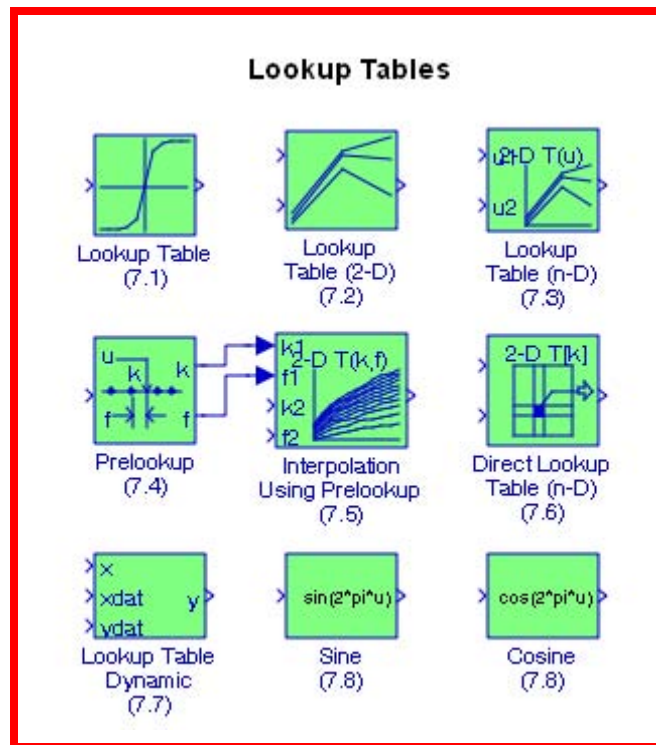 Lookup Tables
Lookup Table
(7.1)
Lookup
Table (2-D)
(7.2)
u1
2-D T(u)
u2
Lookup
Table (n-D)
(7.3)
u
k
k
f
f
Prelookup
(7.4)
k1
2-D T(k,f)
f1
k2
f2
Interpolation
Using Prelookup
(7.5)
2-D T[k]
Direct Lookup
Table (n-D)
(7.6)
x
xdat
y
ydat
Lookup Table
Dynamic
(7.7)
sin(2*pi*u)
Sine
(7.8)
cos(2*pi*u)
Cosine
(7.8)